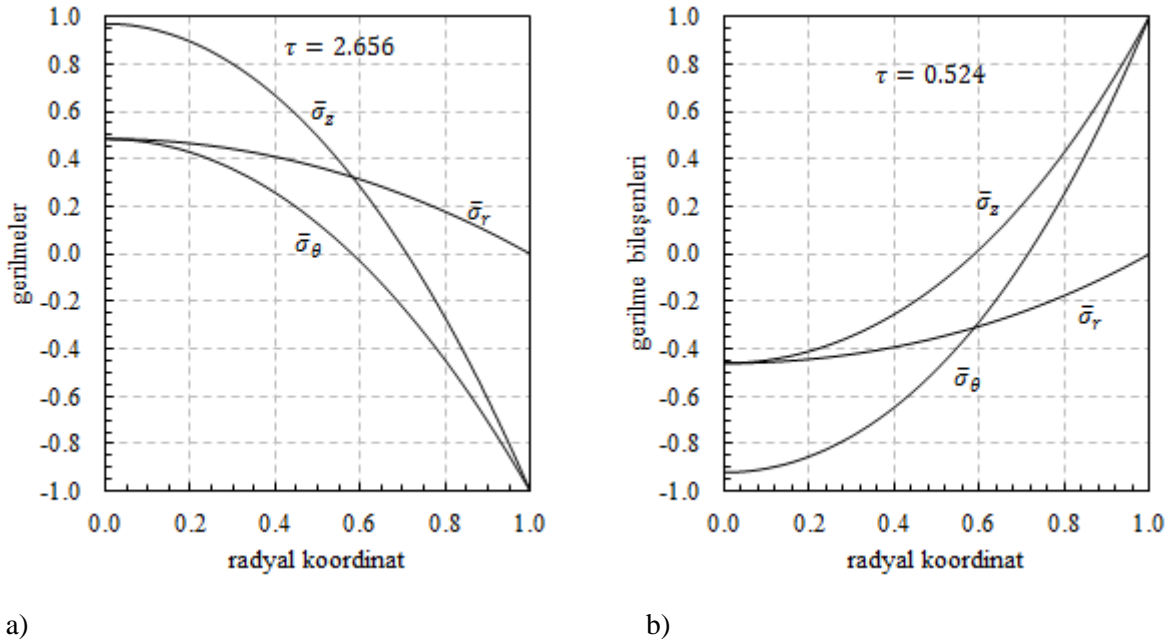 1.0
0.8
0.6
0.4
0.2
0.0
-0.2
-0.4
-0.6
-0.8
-1.0
gerilmeler
τ = 2.656
σ̄z
σ̄r
σ̄θ
0.0 0.2 0.4 0.6 0.8 1.0
radyal koordinat
a)
1.0
0.8
0.6
0.4
0.2
0.0
-0.2
-0.4
-0.6
-0.8
-1.0
gerilme bileşenleri
τ = 0.524
σ̄z
σ̄r
σ̄θ
0.0 0.2 0.4 0.6 0.8 1.0
radyal koordinat
b)